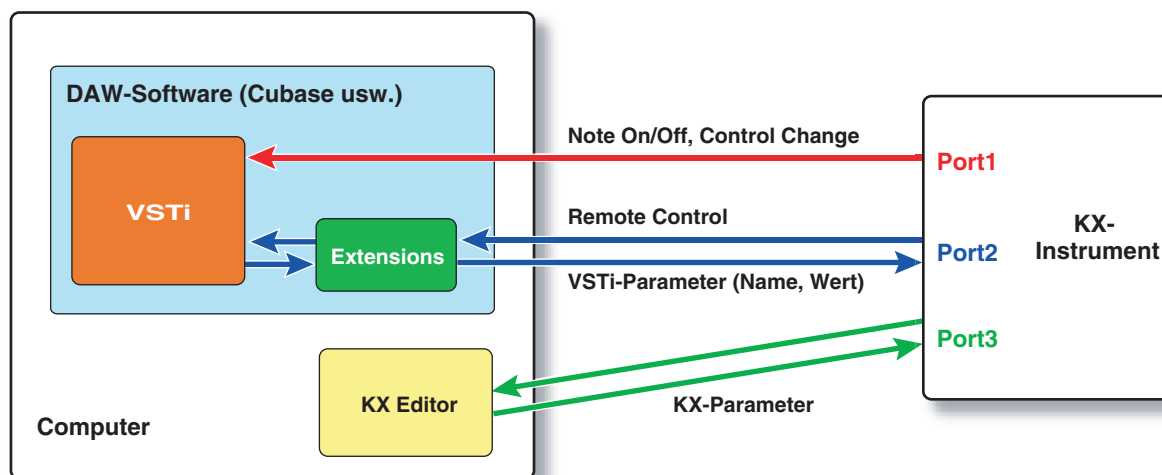 DAW-Software (Cubase usw.)
VSTi
Extensions
KX Editor
Computer
Note On/Off, Control Change
Remote Control
VSTi-Parameter (Name, Wert)
KX-Parameter
Port1
Port2
Port3
KX-
Instrument